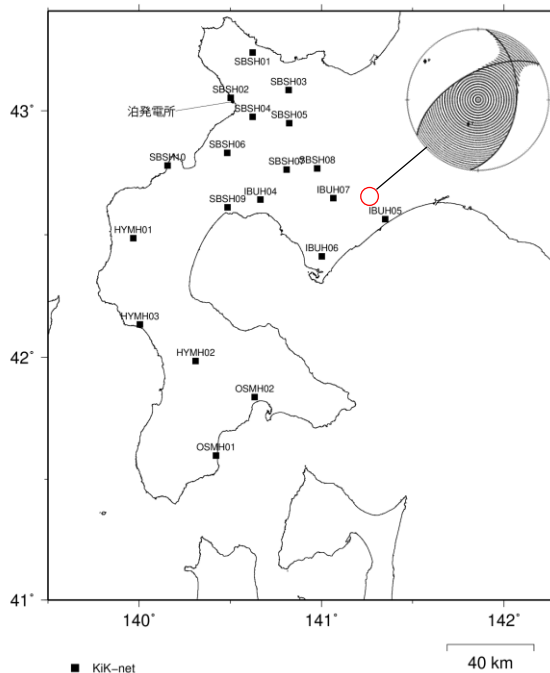 SBSH01
SBSH03
SBSH02
43˚
泊発電所
SBSH04
SBSH05
SBSH06
SBSH10
SBSH07
SBSH08
IBUH04
IBUH07
SBSH09
IBUH05
HYMH01
IBUH06
HYMH03
42˚
HYMH02
OSMH02
OSMH01
41˚
140˚
141˚
142˚
KiK−net
40 km